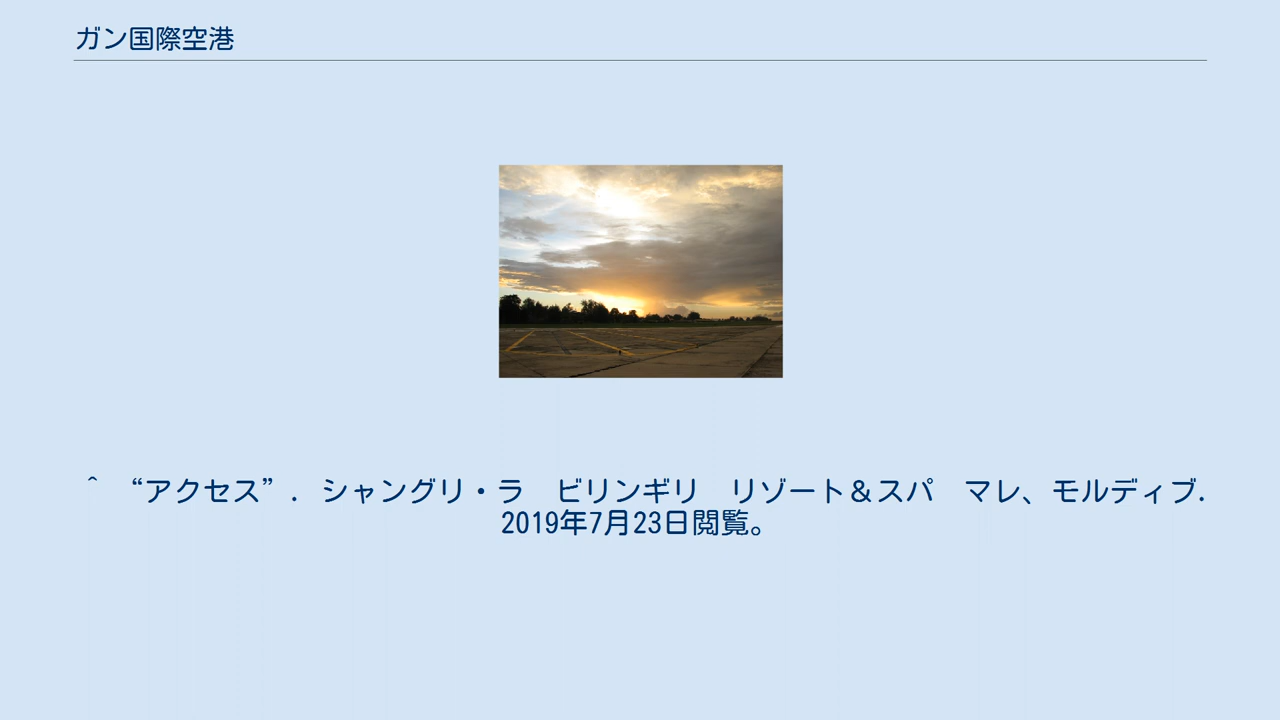 ガン国際空港
^ “アクセス”. シャングリ・ラ　ビリンギリ　リゾート＆スパ　マレ、モルディブ.
2019年7月23日閲覧。